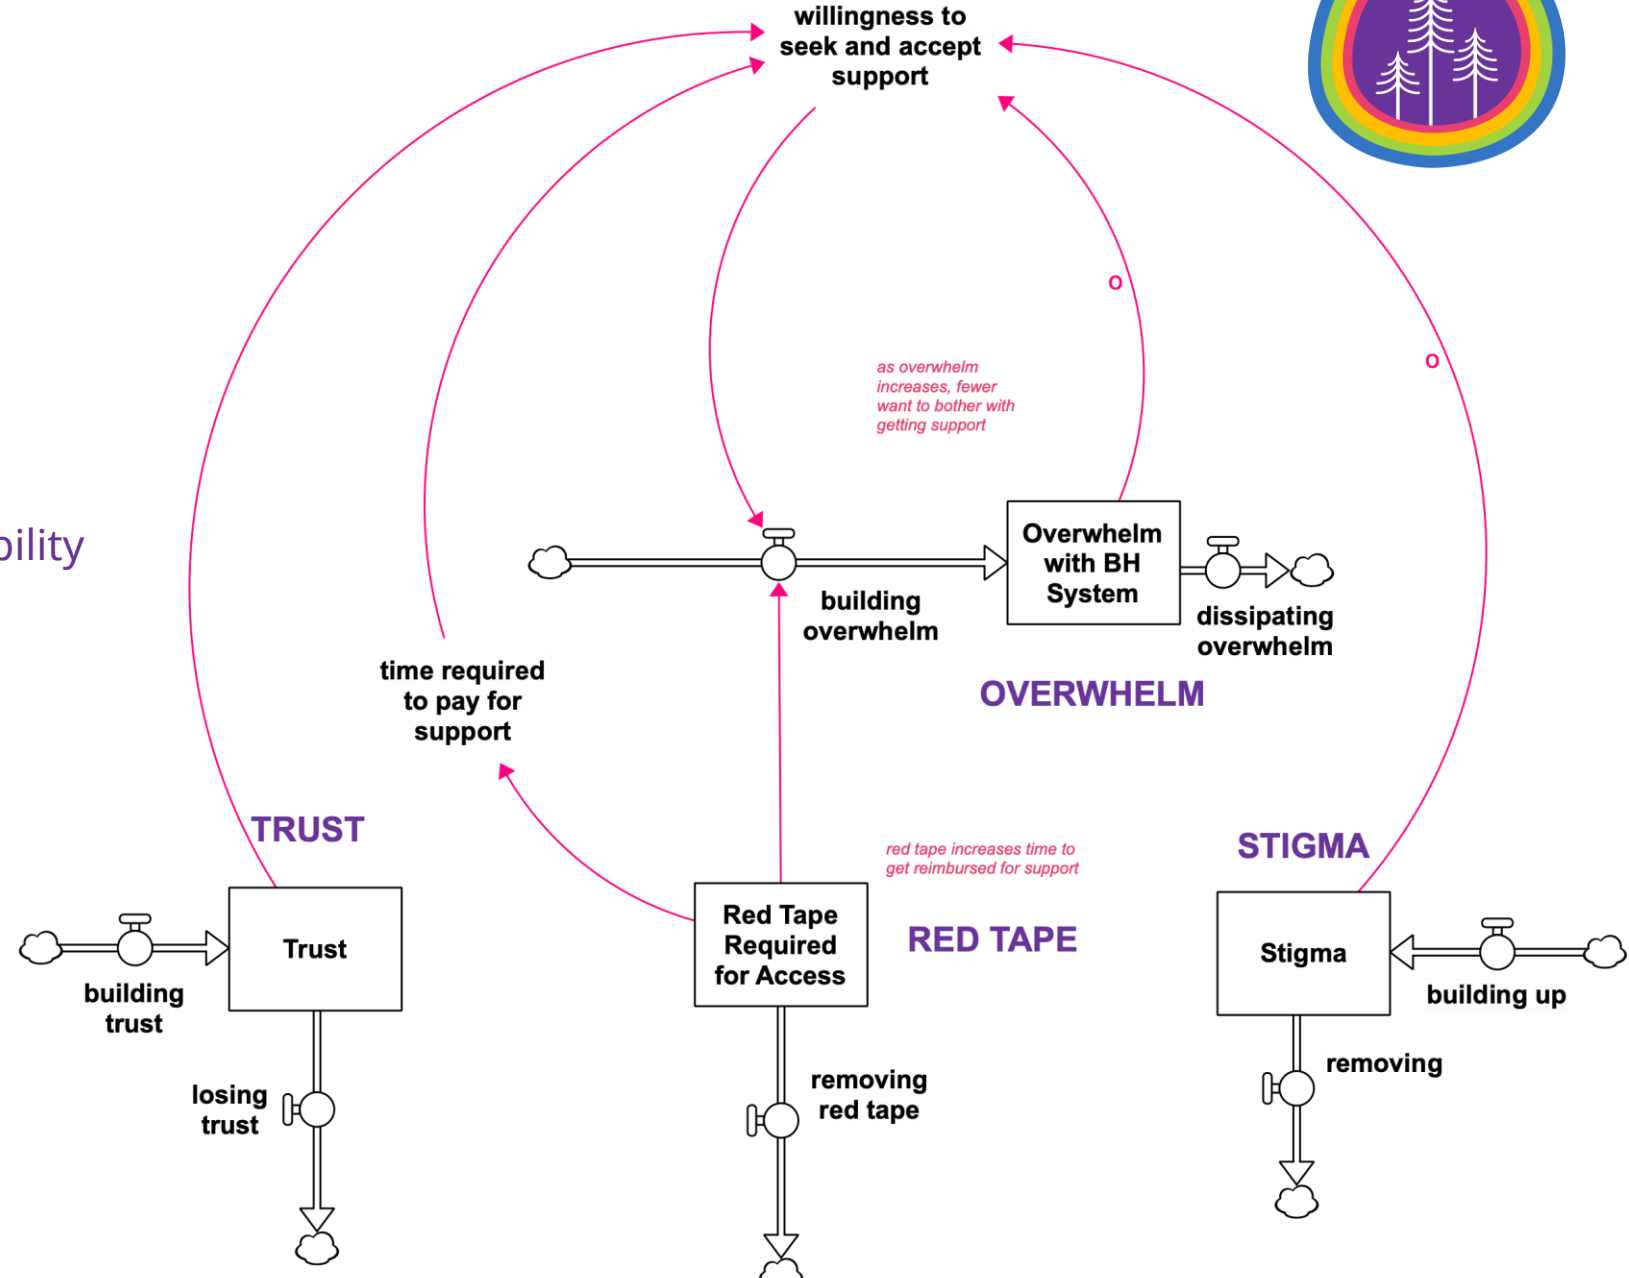 willingness to
seek and accept
support
o
o
as overwhelm
increases, fewer
want to bother with
getting support
bility
Overwhelm
with BH
System
building
overwhelm
dissipating
overwhelm
OVERWHELM
time required
to pay for
support
TRUST
STIGMA
red tape increases time to
get reimbursed for support
RED TAPE
Trust
Red Tape
Required
for Access
Stigma
building
trust
building up
losing
trust
removing
red tape
removing